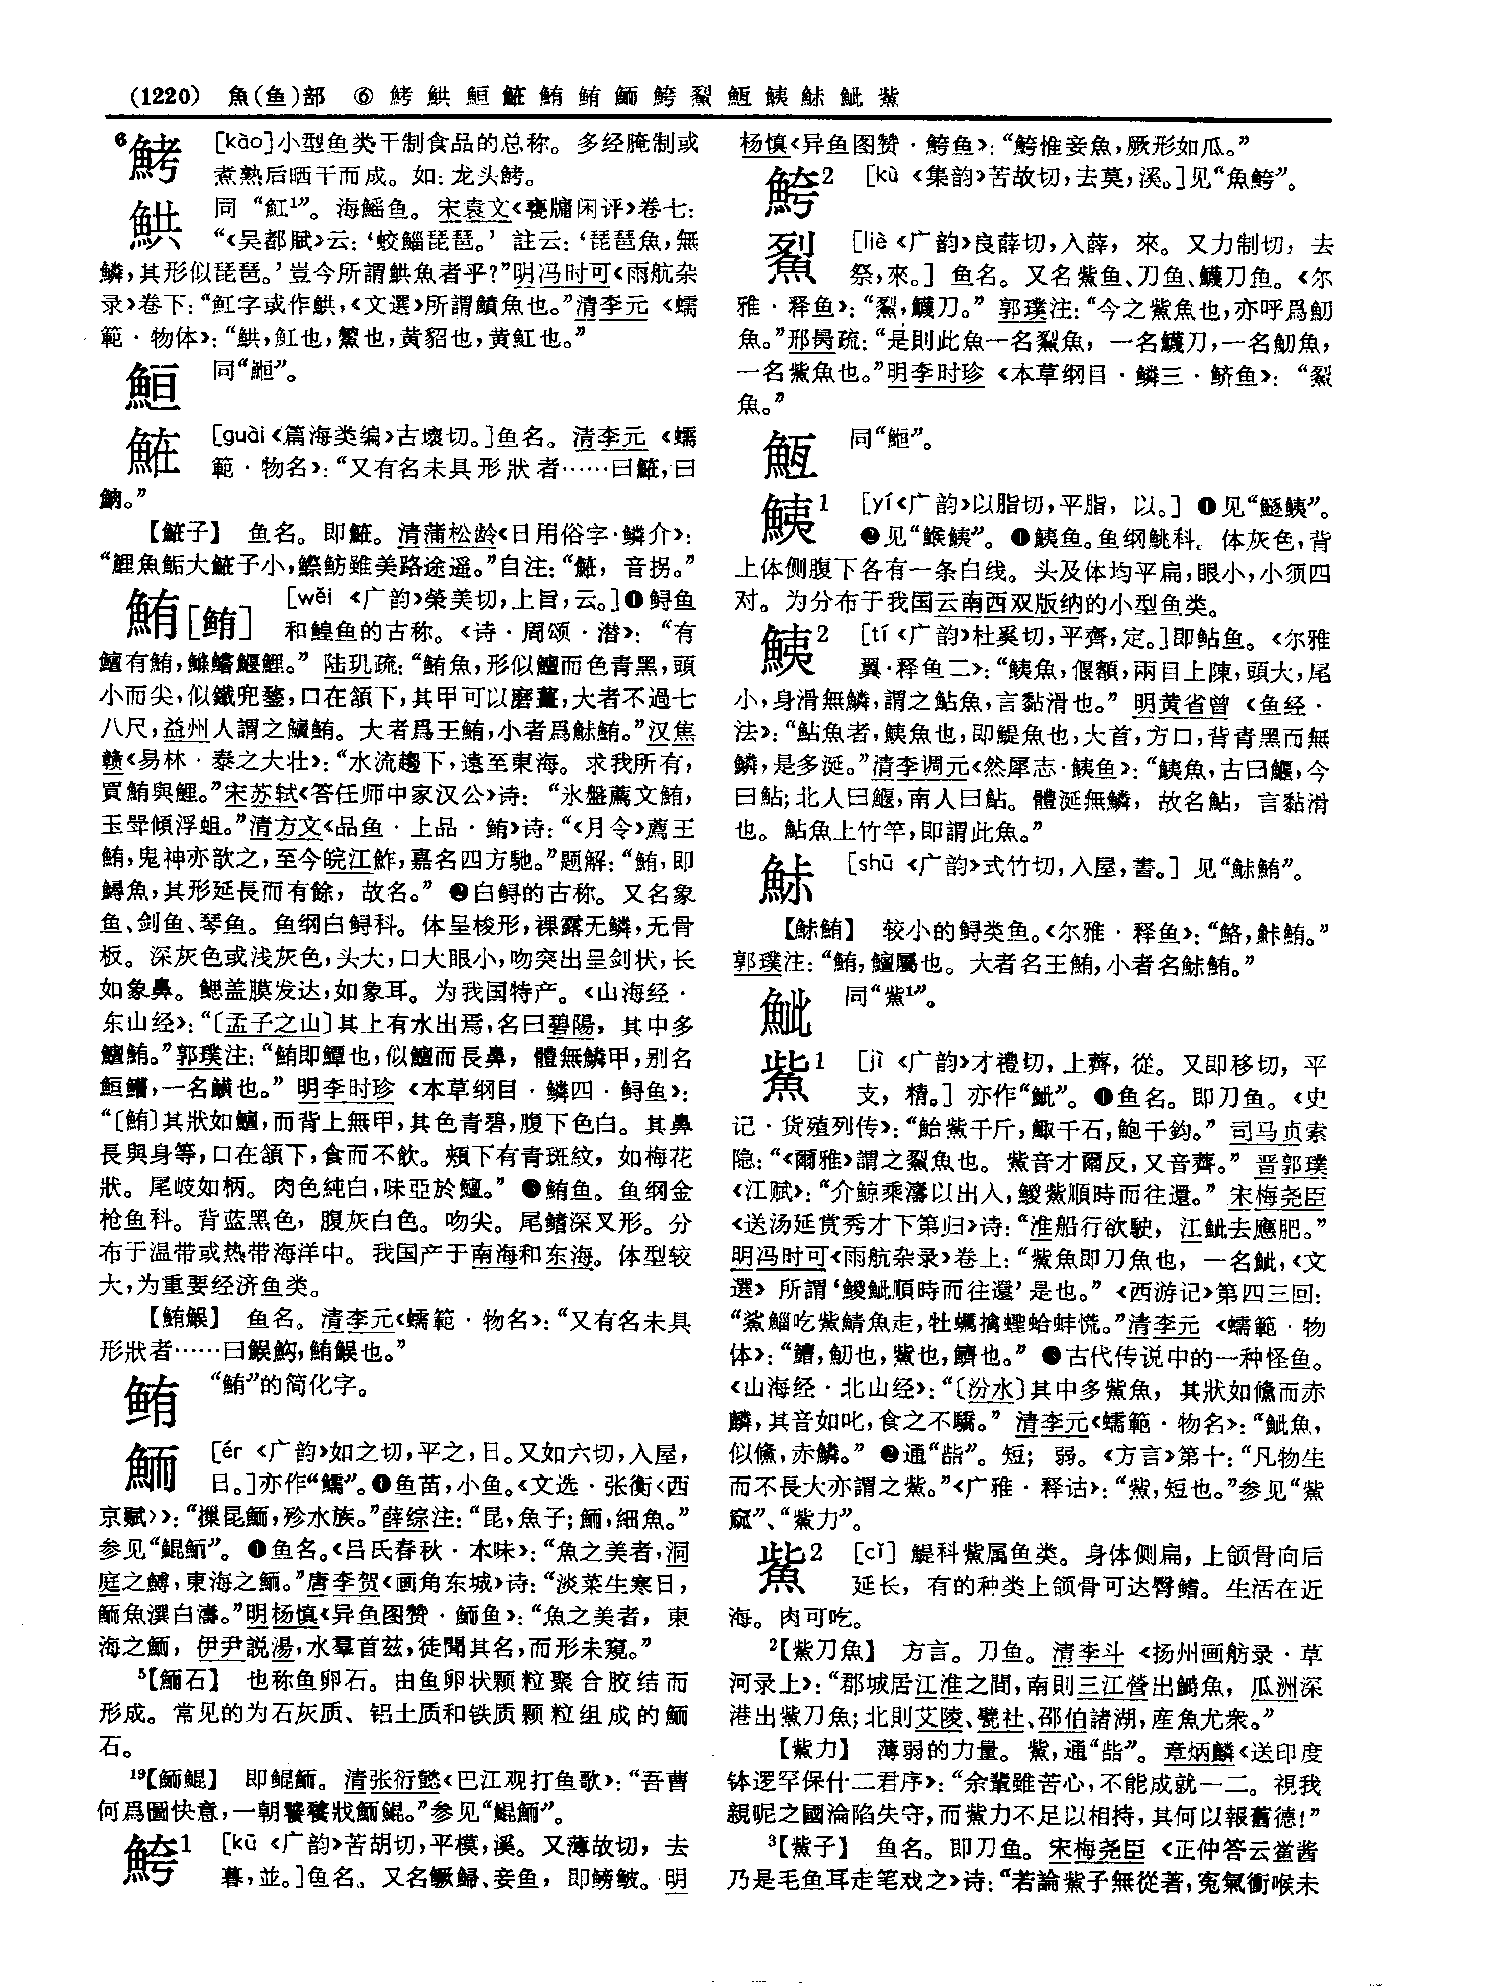 (1220) 魚(鱼)部 ⑥ 鮳 䱋 䱎 𩶦 鮪 鲔 鮞 鮬 鮤 䱍 鮧 鮛 鮆
6鮳 [kào]小型鱼类干制食品的总称。多经腌制或
煮熟后晒干而成。如:龙头鮳。
䱋 同“魟¹”。海鳐鱼。宋袁文《甕牖闲评》卷七:
“《吴都赋》云:‘蛟鯔琵琶。’註云:‘琵琶魚,無
鳞,其形似琵琶。’豈今所謂䱋魚者乎?”明冯时可《雨航杂
录》卷下:“魟字或作䱋,《文選》所謂鱝魚也。”清李元《蠕
範·物体》:“䱋,魟也,鱟也,黄貂也,黄魟也。”
同“䱇”。
[guài《篇海类编》古壞切。]鱼名。清李元《蠕
範·物名》:“又有名未具形狀者……曰𩶦,曰
魶。”
【𩶦子】 鱼名。即𩶦。清蒲松龄《日用俗字·鳞介》:
“鯉魚鮜大𩶦子小,鰶魴雖美路途遥。”自注:“𩶦,音拐。”
鮪[鲔] [wěi 《广韵》榮美切,上旨,云。]❶鲟鱼
和鳇鱼的古称。《诗·周颂·潜》:“有
鱣有鮪,鰷鱨鰋鯉。” 陆玑疏:“鮪魚,形似鱣而色青黑,頭
小而尖,似鐵兜鍪,口在頷下,其甲可以磨薑,大者不過七
八尺,益州人謂之鱣鮪。大者爲王鮪,小者爲鮛鮪。”汉焦
赣《易林·泰之大壮》:“水流趨下,遠至東海。求我所有,
買鮪與鯉。”宋苏轼《答任师中家汉公》诗:“氷盤薦文鮪,
玉斝傾浮蛆。”清方文《品鱼·上品·鲔》诗:“《月令》薦王
鮪,鬼神亦歆之,至今皖江鮓,嘉名四方馳。”题解:“鮪,即
鱘魚,其形延長而有餘,故名。” ❷白鲟的古称。又名象
鱼、剑鱼、琴鱼。鱼纲白鲟科。体呈梭形,裸露无鳞,无骨
板。深灰色或浅灰色,头大,口大眼小,吻突出呈剑状,长
如象鼻。鳃盖膜发达,如象耳。为我国特产。《山海经·
东山经》:“〔孟子之山〕其上有水出焉,名曰碧陽,其中多
鱣鮪。”郭璞注:“鮪即鱏也,似鱣而長鼻,體無鱗甲,别名
䱎鱑,一名鱑也。” 明李时珍《本草纲目·鳞四·鲟鱼》:
“〔鮪〕其狀如鱣,而背上無甲,其色青碧,腹下色白。其鼻
長與身等,口在頷下,食而不飲。頰下有青斑紋,如梅花
狀。尾岐如柄。肉色純白,味亞於鱣。” ❸鲔鱼。鱼纲金
枪鱼科。背蓝黑色,腹灰白色。吻尖。尾鳍深叉形。分
布于温带或热带海洋中。我国产于南海和东海。体型较
大,为重要经济鱼类。
【鮪鯸】 鱼名。清李元《蠕範·物名》:“又有名未具
形狀者……曰鯸䱀,鮪鯸也。”
鲔 “鮪”的简化字。
鮞 [ér 《广韵》如之切,平之,日。又如六切,入屋,
日。]亦作“鱬”。❶鱼苗,小鱼。《文选·张衡〈西
京赋〉》:“摷昆鮞,殄水族。”薛综注:“昆,魚子;鮞,細魚。”
参见“鯤鮞”。 ❶鱼名。《吕氏春秋·本味》:“魚之美者,洞
庭之鱄,東海之鮞。”唐李贺《画角东城》诗:“淡菜生寒日,
鮞魚潠白濤。”明杨慎《异鱼图赞·鮞鱼》:“魚之美者,東
海之鮞,伊尹説湯,水羣首兹,徒聞其名,而形未窺。”
⁵【鮞石】 也称鱼卵石。由鱼卵状颗粒聚合胶结而
形成。常见的为石灰质、铝土质和铁质颗粒组成的鮞
石。
¹⁹【鮞鯤】 即鯤鮞。清张衍懿《巴江观打鱼歌》:“吾曹
何爲圖快意,一朝饕餮戕鮞鯤。”参见“鯤鮞”。
鮬1 [kū 《广韵》苦胡切,平模,溪。又薄故切,去
暮,並。]鱼名。又名鱖歸、妾鱼,即鳑鲏。明
杨慎《异鱼图赞·鮬鱼》:“鮬惟妾魚,厥形如瓜。”
鮬2 [kù 《集韵》苦故切,去莫,溪。]见“魚鮬”。
鮤 [liè《广韵》良薛切,入薛,來。又力制切,去
祭,來。] 鱼名。又名鮆鱼、刀鱼、鱴刀鱼。《尔
雅·释鱼》:“鮤,鱴刀。” 郭璞注:“今之鮆魚也,亦呼爲魛
魚。”邢昺疏:“是則此魚一名鮤魚,一名鱴刀,一名魛魚,
一名鮆魚也。”明李时珍《本草纲目·鳞三·鲚鱼》:“鮤
魚。”
䱍 同“䱇”。
鮧1 [yí《广韵》以脂切,平脂,以。] ❶见“鱁鮧”。
❷见“鯸鮧”。❶鮧鱼。鱼纲鮡科。体灰色,背
上体侧腹下各有一条白线。头及体均平扁,眼小,小须四
对。为分布于我国云南西双版纳的小型鱼类。
鮧2 [tí《广韵》杜奚切,平齊,定。]即鲇鱼。《尔雅
翼·释鱼二》:“鮧魚,偃額,兩目上陳,頭大,尾
小,身滑無鱗,謂之鮎魚,言黏滑也。” 明黄省曾《鱼经·
法》:“鮎魚者,鮧魚也,即鯷魚也,大首,方口,背青黑而無
鱗,是多涎。”清李调元《然犀志·鮧鱼》:“鮧魚,古曰鰋,今
曰鮎;北人曰鰋,南人曰鮎。體涎無鱗,故名鮎,言黏滑
也。鮎魚上竹竿,即謂此魚。”
鮛 [shū 《广韵》式竹切,入屋,書。] 见“鮛鮪”。
【鮛鮪】 较小的鲟类鱼。《尔雅·释鱼》:“鮥,鮛鮪。”
郭璞注:“鮪,鱣屬也。大者名王鮪,小者名鮛鮪。”
同“鮆¹”。
鮆1 [jì 《广韵》才禮切,上薺,從。又即移切,平
支,精。] ❶鱼名。即刀鱼。《史
记·货殖列传》:“鮐鮆千斤,鯫千石,鮑千鈞。” 司马贞索
隐:“《爾雅》謂之鮤魚也。鮆音才爾反,又音薺。” 晋郭璞
《江赋》:“介鲸乘濤以出入,鯼鮆順時而往還。” 宋梅尧臣
《送汤延赏秀才下第归》诗:“淮船行欲駛,江鮆去應肥。”
明冯时可《雨航杂录》卷上:“鮆魚即刀魚也,一名鮆,《文
選》所謂‘鯼鮆順時而往還’是也。” 《西游记》第四三回:
“鯊鯔吃鮆鯖魚走,牡蠣擒蟶蛤蚌慌。”清李元《蠕範·物
体》:“鱭,魛也,鮆也,鱭也。” ❸古代传说中的一种怪鱼。
《山海经·北山经》:“〔汾水〕其中多鮆魚,其狀如儵而赤
麟,其音如叱,食之不驕。” 清李元《蠕範·物名》:“鮆魚,
似儵,赤鱗。” ❷通“啙”。短;弱。《方言》第十:“凡物生
而不長大亦謂之鮆。”《广雅·释诂》:“鮆,短也。”参见“鮆
窳”、“鮆力”。
鮆2 [cǐ] 鯷科鮆属鱼类。身体侧扁,上颌骨向后
延长,有的种类上颌骨可达臀鳍。生活在近
海。肉可吃。
²【鮆刀魚】 方言。刀鱼。清李斗《扬州画舫录·草
河录上》:“郡城居江淮之間,南則三江營出鰣魚,瓜洲深
港出鮆刀魚;北則艾陵、甓社、邵伯諸湖,産魚尤衆。”
【鮆力】 薄弱的力量。鮆,通“啙”。章炳麟《送印度
钵逻罕保什二君序》:“余輩雖苦心,不能成就一二。視我
親昵之國淪陷失守,而鮆力不足以相持,其何以報舊德!”
³【鮆子】 鱼名。即刀鱼。宋梅尧臣《正仲答云鲎酱
乃是毛鱼耳走笔戏之》诗:“若論鮆子無從著,寃氣衝喉未